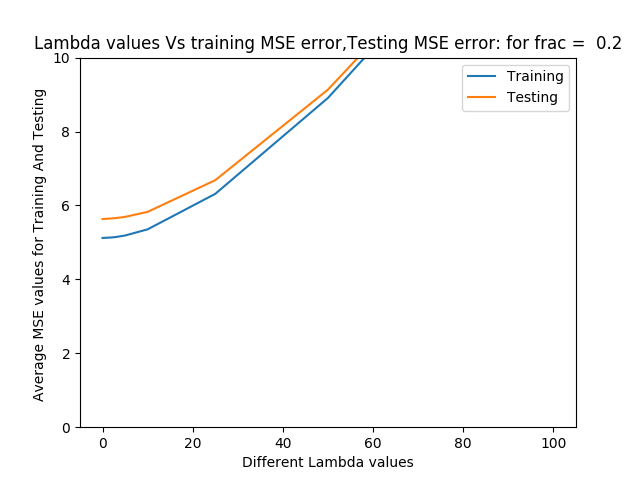 Lambda values Vs training MSE error,Testing MSE error: for frac =  0.2
10
8
6
4
2
0
Average MSE values for Training And Testing
Training
Testing
0 20 40 60 80 100
Different Lambda values